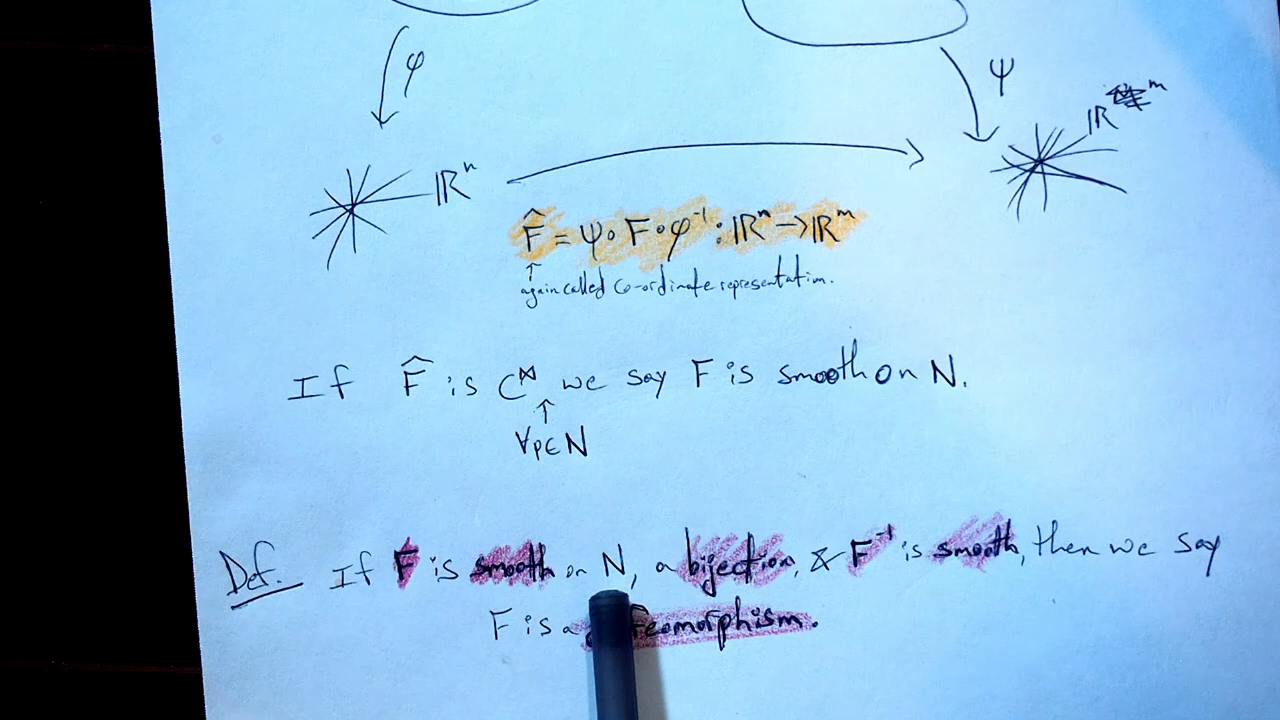 φ
Ψ
ℝⁿ
ℝ ᵐ
F̂ = Ψ∘F∘φ⁻¹ : ℝⁿ → ℝᵐ
↑
again called co-ordinate representation.
If F̂ is C^∞ we say F is smooth on N.
↑
∀p∈N
Def. If F is smooth on N, a bijection, & F⁻¹ is smooth, then we say
F is a